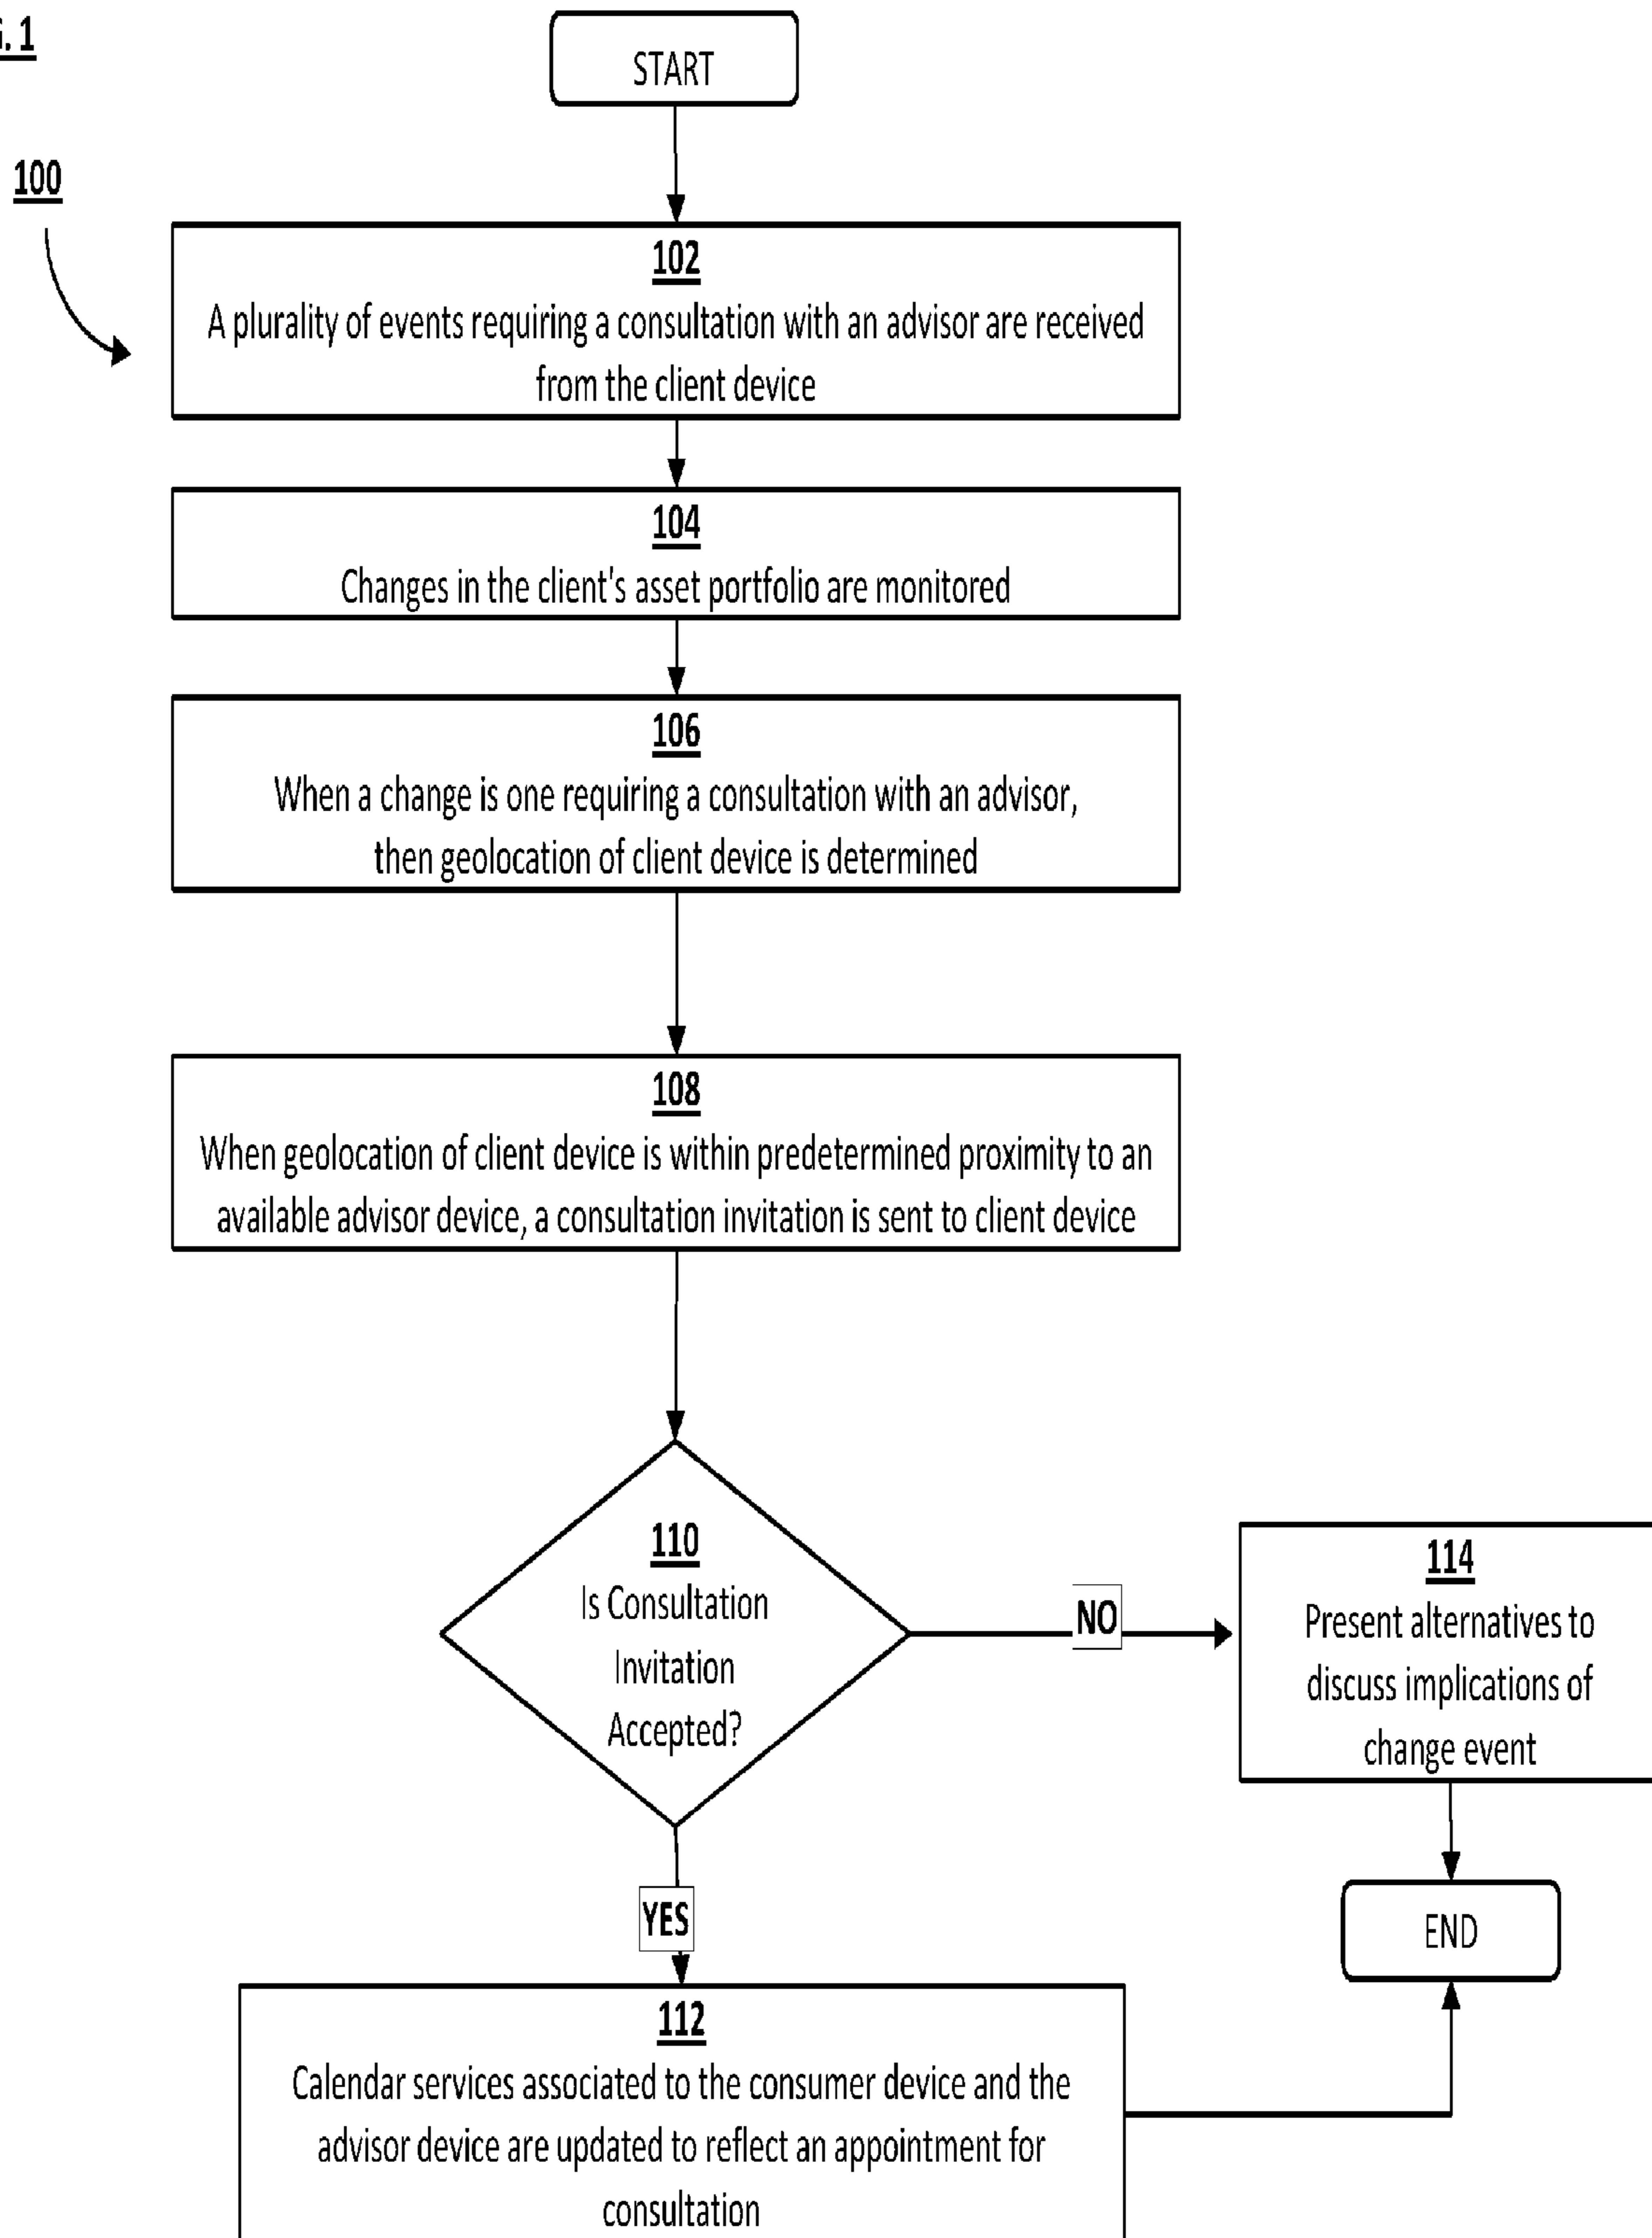 . 1
START
100
102
A plurality of events requiring a consultation with an advisor are received
from the client device
104
Changes in the client's asset portfolio are monitored
106
When a change is one requiring a consultation with an advisor,
then geolocation of client device is determined
108
When geolocation of client device is within predetermined proximity to an
available advisor device, a consultation invitation is sent to client device
110
Is Consultation
Invitation
Accepted?
NO
114
Present alternatives to
discuss implications of
change event
YES
END
112
Calendar services associated to the consumer device and the
advisor device are updated to reflect an appointment for
consultation